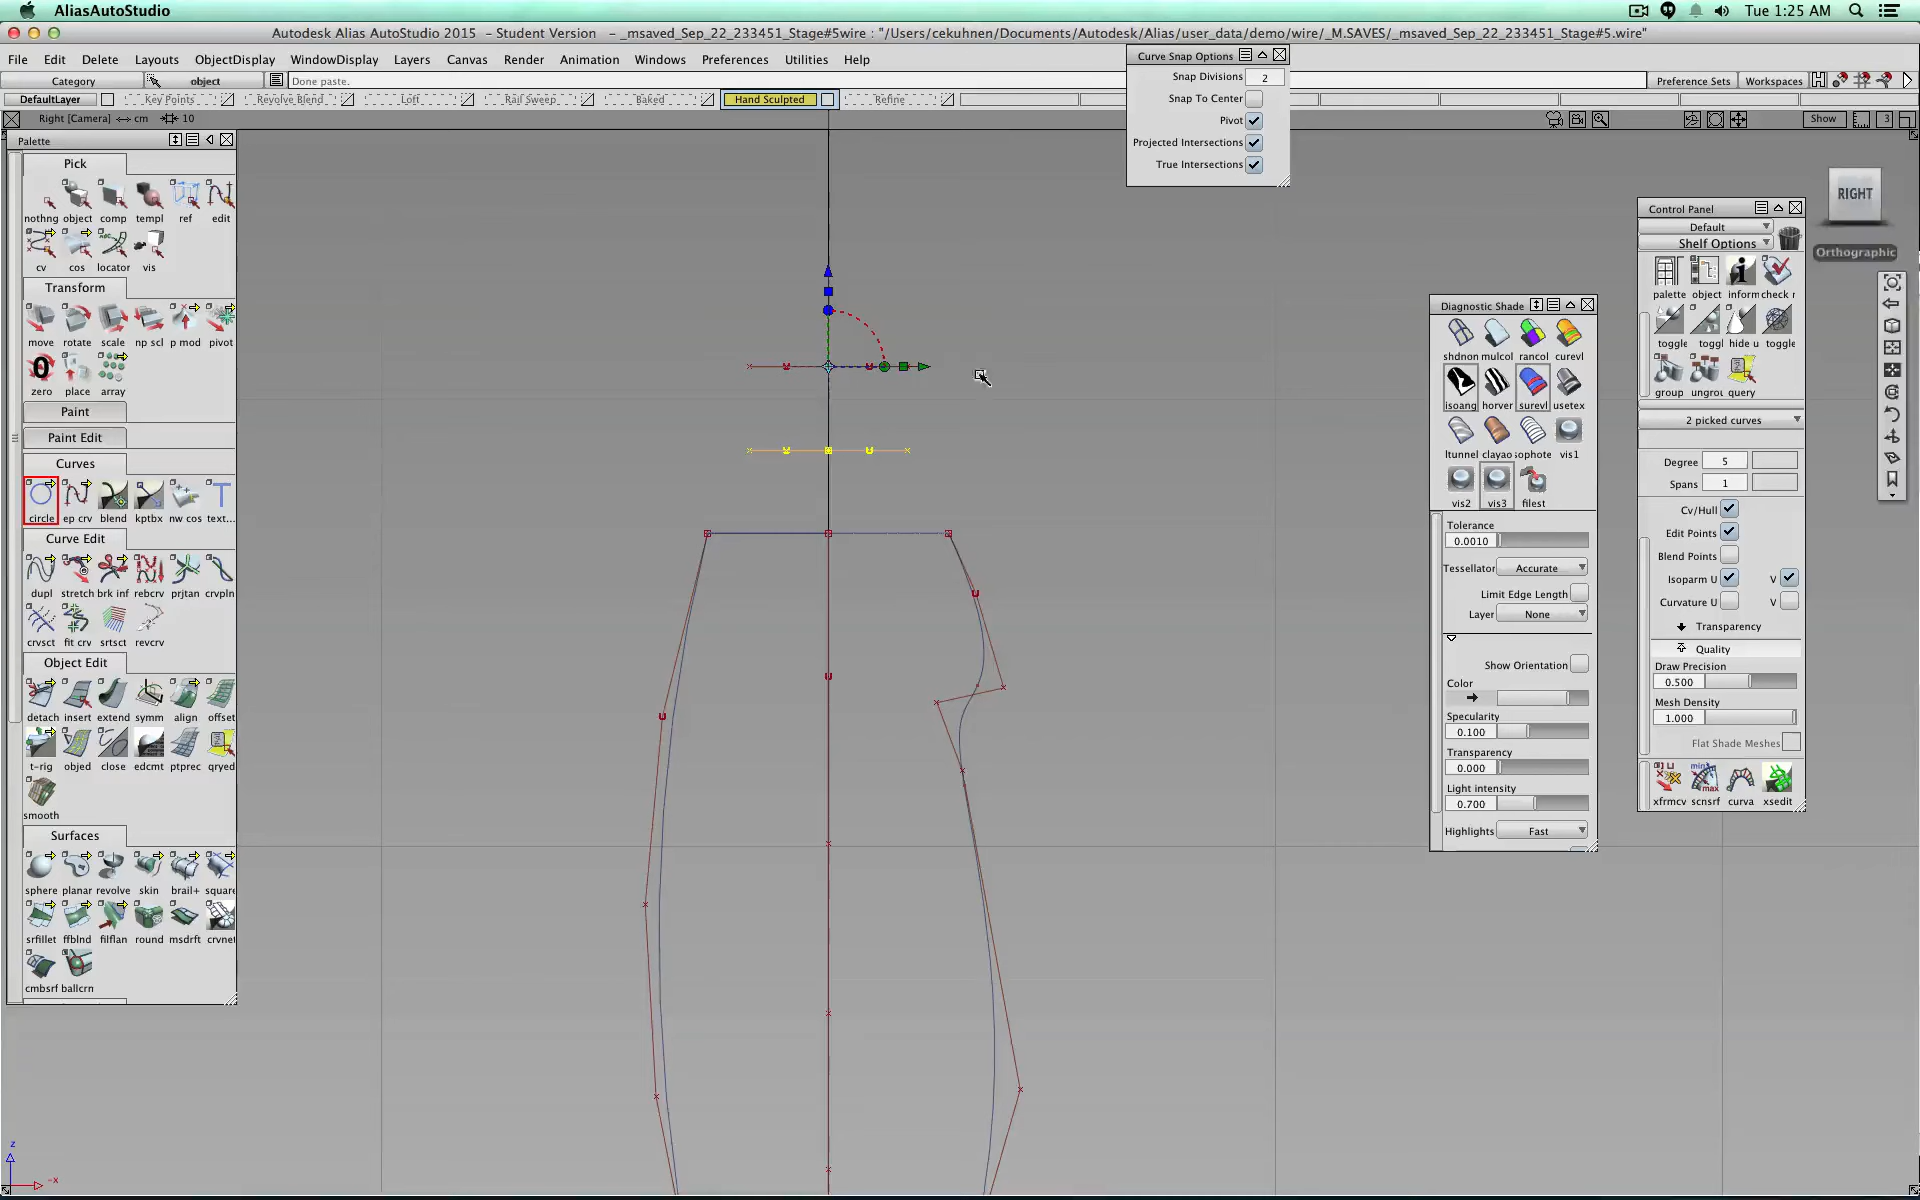 AliasAutoStudio
Tue 1:25 AM
Autodesk Alias AutoStudio 2015 - Student Version - _msaved_Sep_22_233451_Stage#5wire : "/Users/cekuhnen/Documents/Autodesk/Alias/user_data/demo/wire/_M.SAVES/_msaved_Sep_22_233451_Stage#5.wire"
File Edit Delete Layouts ObjectDisplay WindowDisplay Layers Canvas Render Animation Windows Preferences Utilities Help
Category object Done paste. Preference Sets Workspaces
DefaultLayer Key Points Revolve Blend Loft Rail Sweep Baked Hand Sculpted Refine
Right [Camera] cm 10 Show 3
Curve Snap Options
Snap Divisions 2
Snap To Center
Pivot
Projected Intersections
True Intersections
Palette
Pick
nothng object comp templ ref edit
cv cos locator vis
Transform
move rotate scale np scl p mod pivot
0
zero place array
Paint
Paint Edit
Curves
circle ep crv blend kptbx nw cos text...
Curve Edit
dupl stretch brk inf rebcrv prjtan crvpln
crvsct fit crv srtsct revcrv
Object Edit
detach insert extend symm align offset
t-rig objed close edcmt ptprec qryed
smooth
Surfaces
sphere planar revolve skin brail+ square
srfillet ffblnd filflan round msdrft crvnet
cmbsrf ballcrn
z
-x
Diagnostic Shade
shdnon mulcol rancol curevl
isoang horver surevl usetex
ltunnel clayao sophote vis1
vis2 vis3 filest
Tolerance
0.0010
Tessellator Accurate
Limit Edge Length
Layer None
Show Orientation
Color
Specularity
0.100
Transparency
0.000
Light intensity
0.700
Highlights Fast
RIGHT
Orthographic
Control Panel
Default
Shelf Options
palette object inform check r
toggle toggl hide u toggle
group ungrou query
2 picked curves
Degree 5
Spans 1
Cv/Hull
Edit Points
Blend Points
Isoparm U V
Curvature U V
Transparency
Quality
Draw Precision
0.500
Mesh Density
1.000
Flat Shade Meshes
xfrmcv scnsrf curva xsedit